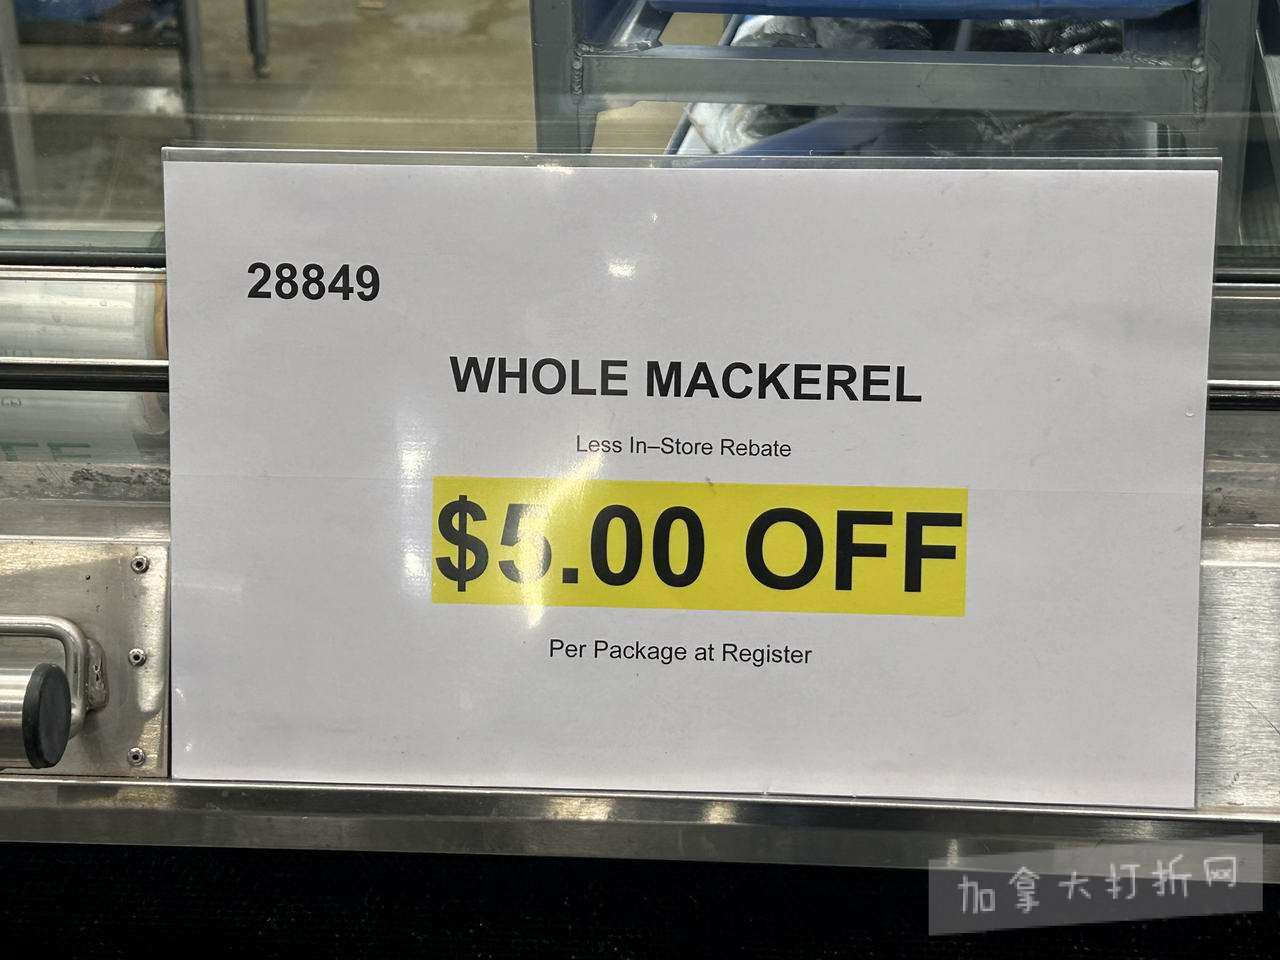 28849
WHOLE MACKEREL
Less In–Store Rebate
$5.00 OFF
Per Package at Register
加拿大打折网